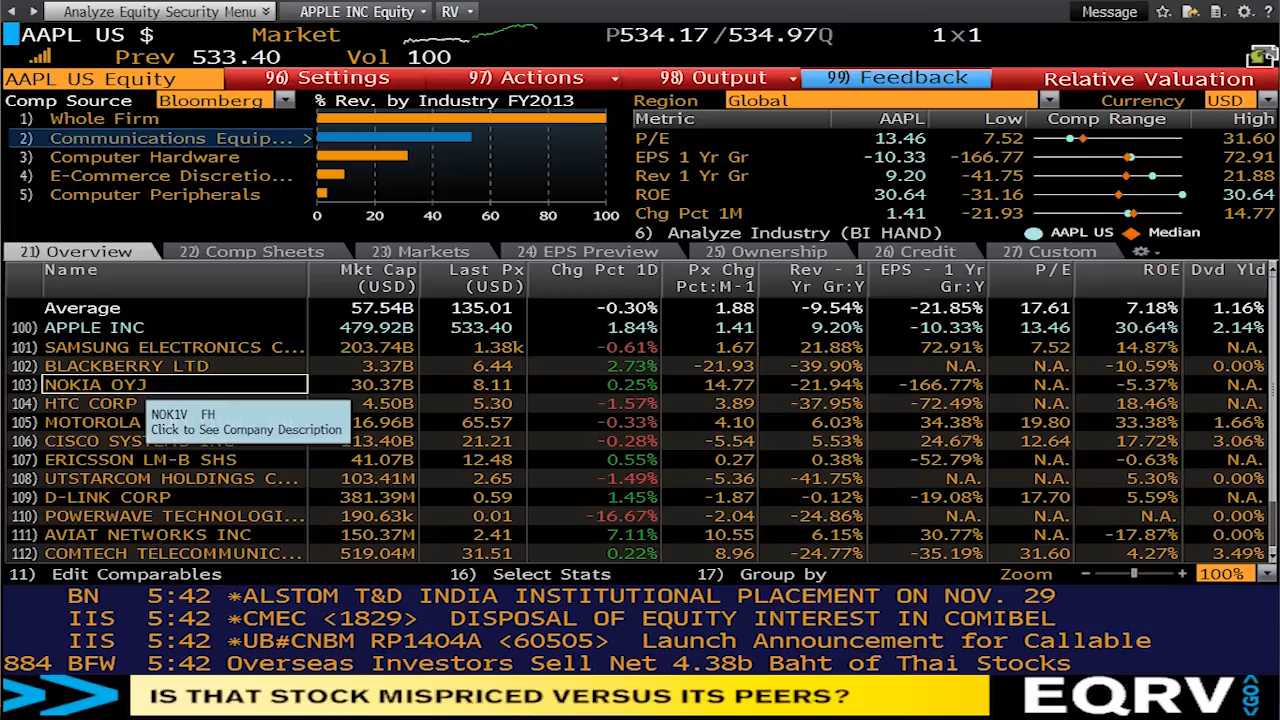 Analyze Equity Security Menu APPLE INC Equity RV Message ?
AAPL US $ Market P534.17 /534.97Q 1×1
Prev 533.40 Vol 100
AAPL US Equity 96) Settings 97) Actions 98) Output 99) Feedback Relative Valuation
Comp Source Bloomberg % Rev. by Industry FY2013 Region Global Currency USD
1) Whole Firm
2) Communications Equip... >
3) Computer Hardware
4) E-Commerce Discretio...
5) Computer Peripherals
0 20 40 60 80 100
Metric AAPL Low Comp Range High
P/E 13.46 7.52 31.60
EPS 1 Yr Gr -10.33 -166.77 72.91
Rev 1 Yr Gr 9.20 -41.75 21.88
ROE 30.64 -31.16 30.64
Chg Pct 1M 1.41 -21.93 14.77
6) Analyze Industry (BI HAND) AAPL US Median
21) Overview 22) Comp Sheets 23) Markets 24) EPS Preview 25) Ownership 26) Credit 27) Custom
Name Mkt Cap Last Px Chg Pct 1D Px Chg Rev - 1 EPS - 1 Yr P/E ROE Dvd Yld
(USD) (USD) Pct:M-1 Yr Gr:Y Gr:Y
Average 57.54B 135.01 -0.30% 1.88 -9.54% -21.85% 17.61 7.18% 1.16%
100) APPLE INC 479.92B 533.40 1.84% 1.41 9.20% -10.33% 13.46 30.64% 2.14%
101) SAMSUNG ELECTRONICS C... 203.74B 1.38k -0.61% 1.67 21.88% 72.91% 7.52 14.87% N.A.
102) BLACKBERRY LTD 3.37B 6.44 2.73% -21.93 -39.90% N.A. N.A. -10.59% 0.00%
103) NOKIA OYJ 30.37B 8.11 0.25% 14.77 -21.94% -166.77% N.A. -5.37% N.A.
104) HTC CORP 4.50B 5.30 -1.57% 3.89 -37.95% -72.49% N.A. 18.46% N.A.
NOK1V FH
Click to See Company Description
105) MOTOROLA 16.96B 65.57 -0.33% 4.10 6.03% 34.38% 19.80 33.38% 1.66%
106) CISCO SYSTEMS INC 113.40B 21.21 -0.28% -5.54 5.53% 24.67% 12.64 17.72% 3.06%
107) ERICSSON LM-B SHS 41.07B 12.48 0.55% 0.27 0.38% -52.79% N.A. -0.63% N.A.
108) UTSTARCOM HOLDINGS C... 103.41M 2.65 -1.49% -5.36 -41.75% N.A. N.A. N.A. 0.00%
109) D-LINK CORP 381.39M 0.59 1.45% -1.87 -0.12% -19.08% 17.70 5.59% N.A.
110) POWERWAVE TECHNOLOGI... 190.63k 0.01 -16.67% -2.04 -24.86% N.A. N.A. N.A. 0.00%
111) AVIAT NETWORKS INC 150.37M 2.41 7.11% 10.55 6.15% 30.77% N.A. -17.87% 0.00%
112) COMTECH TELECOMMUNIC... 519.04M 31.51 0.22% 8.96 -24.77% -35.19% 31.60 4.27% 3.49%
11) Edit Comparables 16) Select Stats 17) Group by Zoom - + 100%
BN 5:42 *ALSTOM T&D INDIA INSTITUTIONAL PLACEMENT ON NOV. 29
IIS 5:42 *CMEC <1829> DISPOSAL OF EQUITY INTEREST IN COMIBEL
IIS 5:42 *UB#CNBM RP1404A <60505> Launch Announcement for Callable
884 BFW 5:42 Overseas Investors Sell Net 4.38b Baht of Thai Stocks
IS THAT STOCK MISPRICED VERSUS ITS PEERS? EQRV <GO>